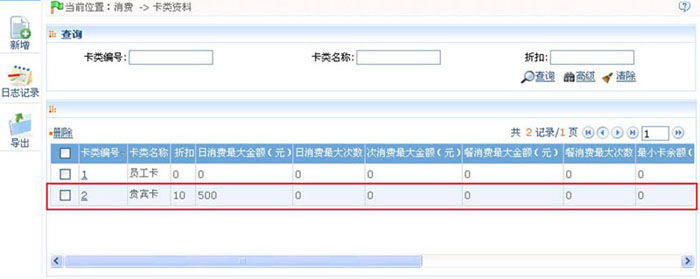 当前位置：消费 -> 卡类资料
新增
日志记录
导出
查询
卡类编号: 卡类名称: 折扣:
查询 高级 清除
删除 共 2 记录/1 页 1
卡类编号 卡类名称 折扣 日消费最大金额（元） 日消费最大次数 次消费最大金额（元） 餐消费最大金额（元） 餐消费最大次数 最小卡余额（
1 员工卡 0 0 0 0 0 0 0
2 贵宾卡 10 500 0 0 0 0 0